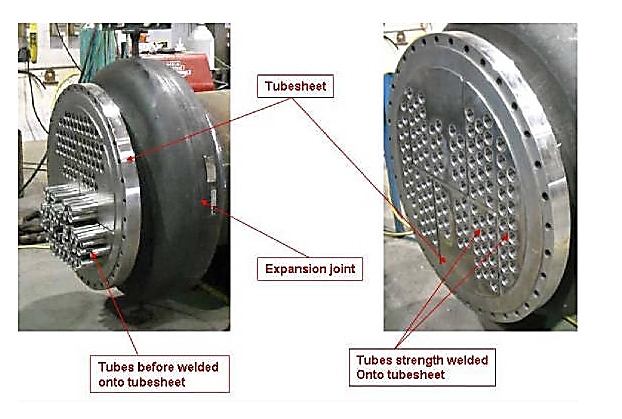 Tubesheet
Expansion joint
Tubes before welded
onto tubesheet
Tubes strength welded
Onto tubesheet